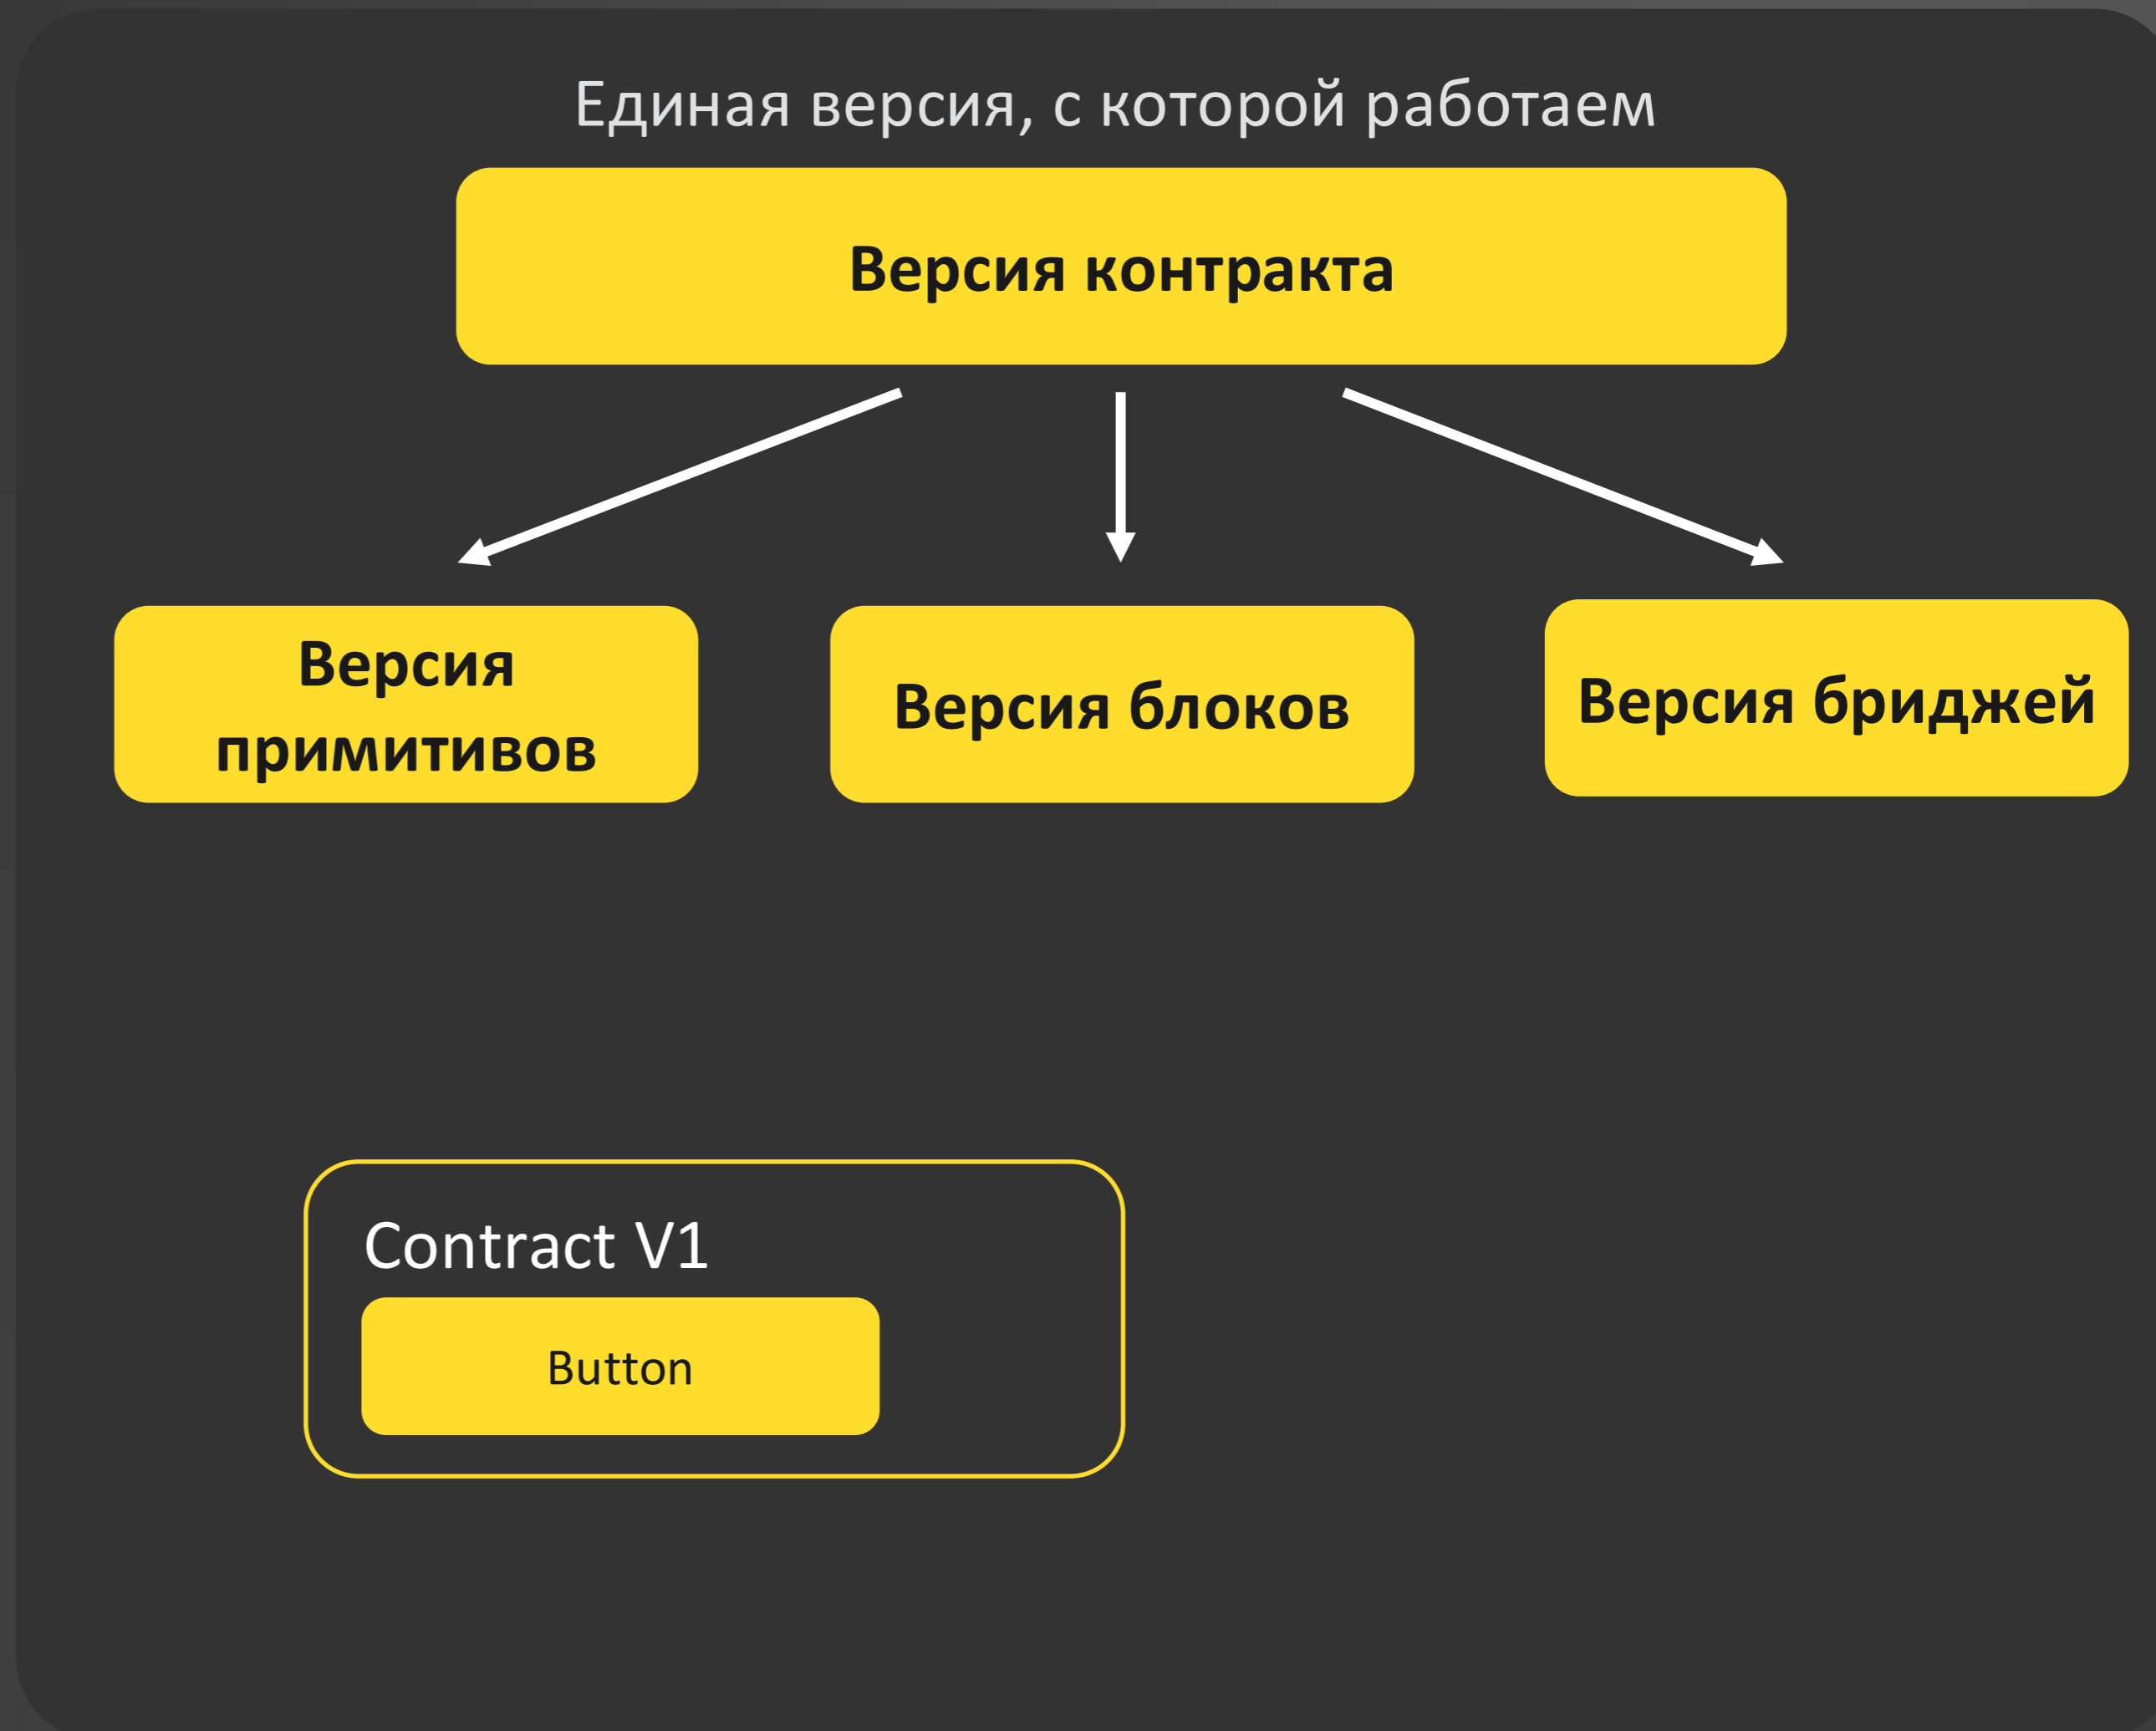 Единая версия, с которой работаем
Версия контракта
Версия
примитивов
Версия блоков
Версия бриджей
Contract V1
Button